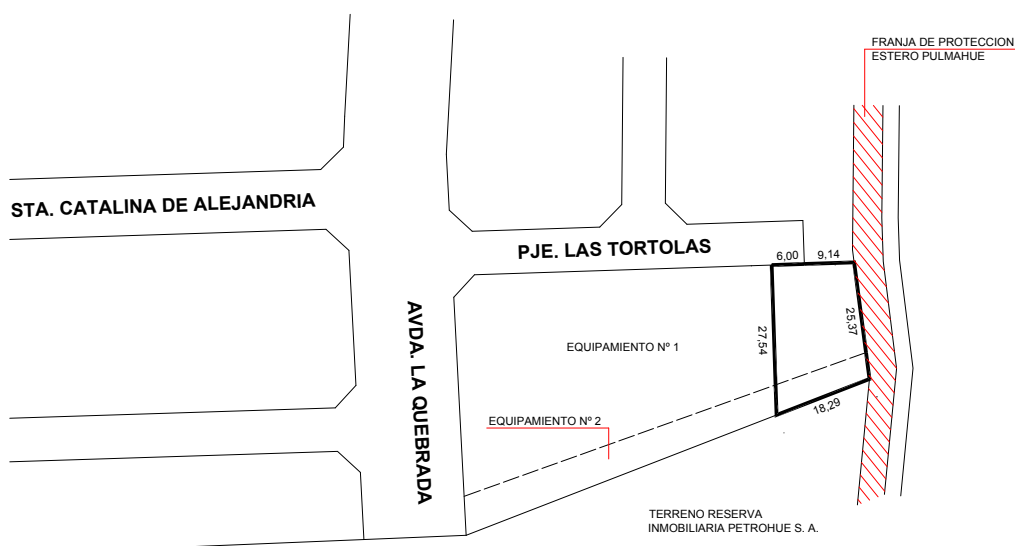 FRANJA DE PROTECCION
ESTERO PULMAHUE
STA. CATALINA DE ALEJANDRIA
PJE. LAS TORTOLAS
6,00
9,14
25,37
27,54
18,29
AVDA. LA QUEBRADA
EQUIPAMIENTO Nº 1
EQUIPAMIENTO Nº 2
TERRENO RESERVA
INMOBILIARIA PETROHUE S. A.